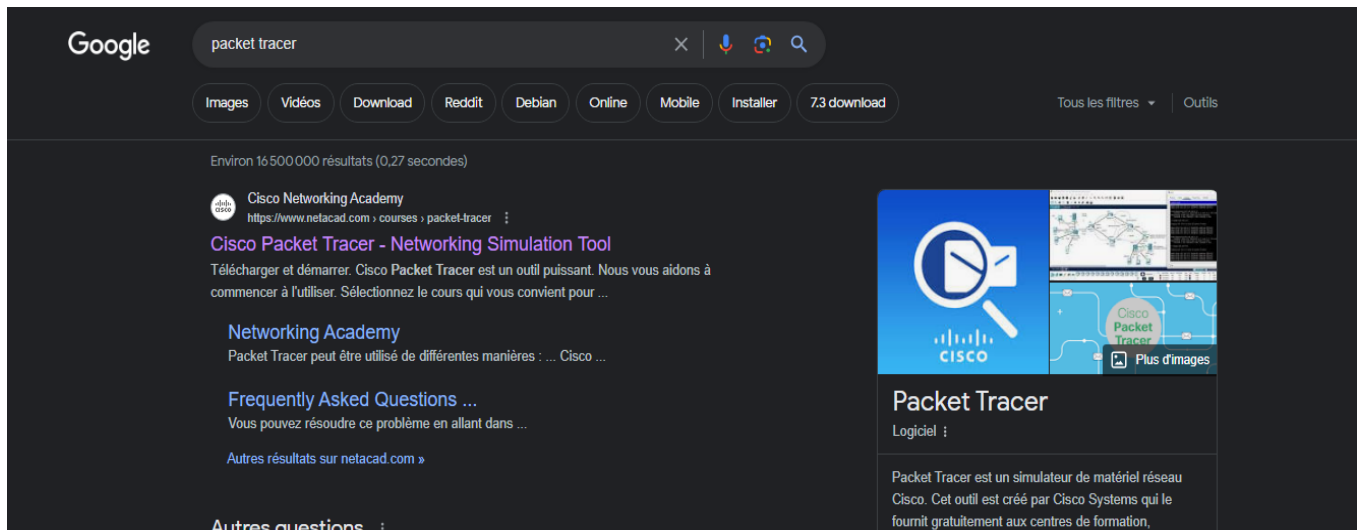 Google
packet tracer
Images
Vidéos
Download
Reddit
Debian
Online
Mobile
Installer
7.3 download
Tous les filtres
Outils
Environ 16 500 000 résultats (0,27 secondes)
Cisco Networking Academy
https://www.netacad.com › courses › packet-tracer
Cisco Packet Tracer - Networking Simulation Tool
Télécharger et démarrer. Cisco Packet Tracer est un outil puissant. Nous vous aidons à
commencer à l'utiliser. Sélectionnez le cours qui vous convient pour ...
Networking Academy
Packet Tracer peut être utilisé de différentes manières : ... Cisco ...
Frequently Asked Questions ...
Vous pouvez résoudre ce problème en allant dans ...
Autres résultats sur netacad.com »
Autres questions
CISCO
Cisco
Packet
Tracer
Plus d'images
Packet Tracer
Logiciel
Packet Tracer est un simulateur de matériel réseau
Cisco. Cet outil est créé par Cisco Systems qui le
fournit gratuitement aux centres de formation,